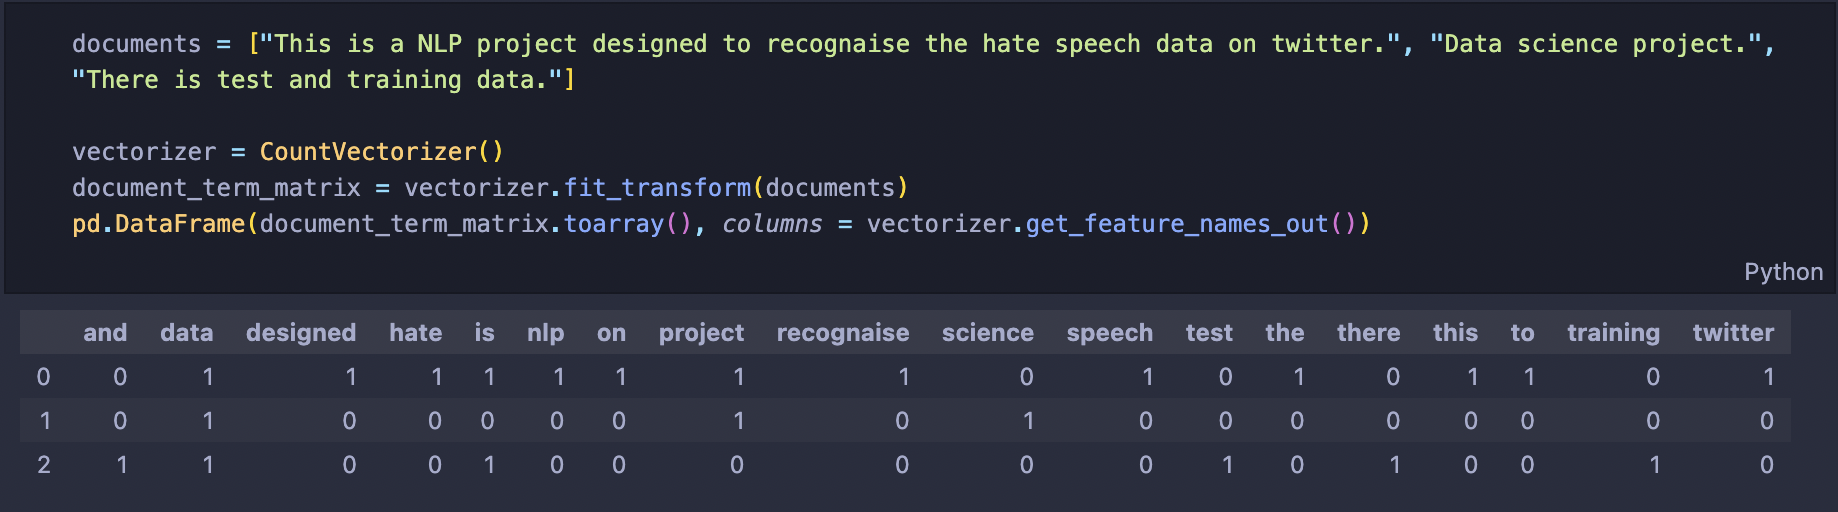 documents = ["This is a NLP project designed to recognaise the hate speech data on twitter.", "Data science project.",
"There is test and training data."]
vectorizer = CountVectorizer()
document_term_matrix = vectorizer.fit_transform(documents)
pd.DataFrame(document_term_matrix.toarray(), columns = vectorizer.get_feature_names_out())
Python
and data designed hate is nlp on project recognaise science speech test the there this to training twitter
0 0 1 1 1 1 1 1 1 1 0 1 0 1 0 1 1 0 1
1 0 1 0 0 0 0 0 1 0 1 0 0 0 0 0 0 0 0
2 1 1 0 0 1 0 0 0 0 0 0 1 0 1 0 0 1 0